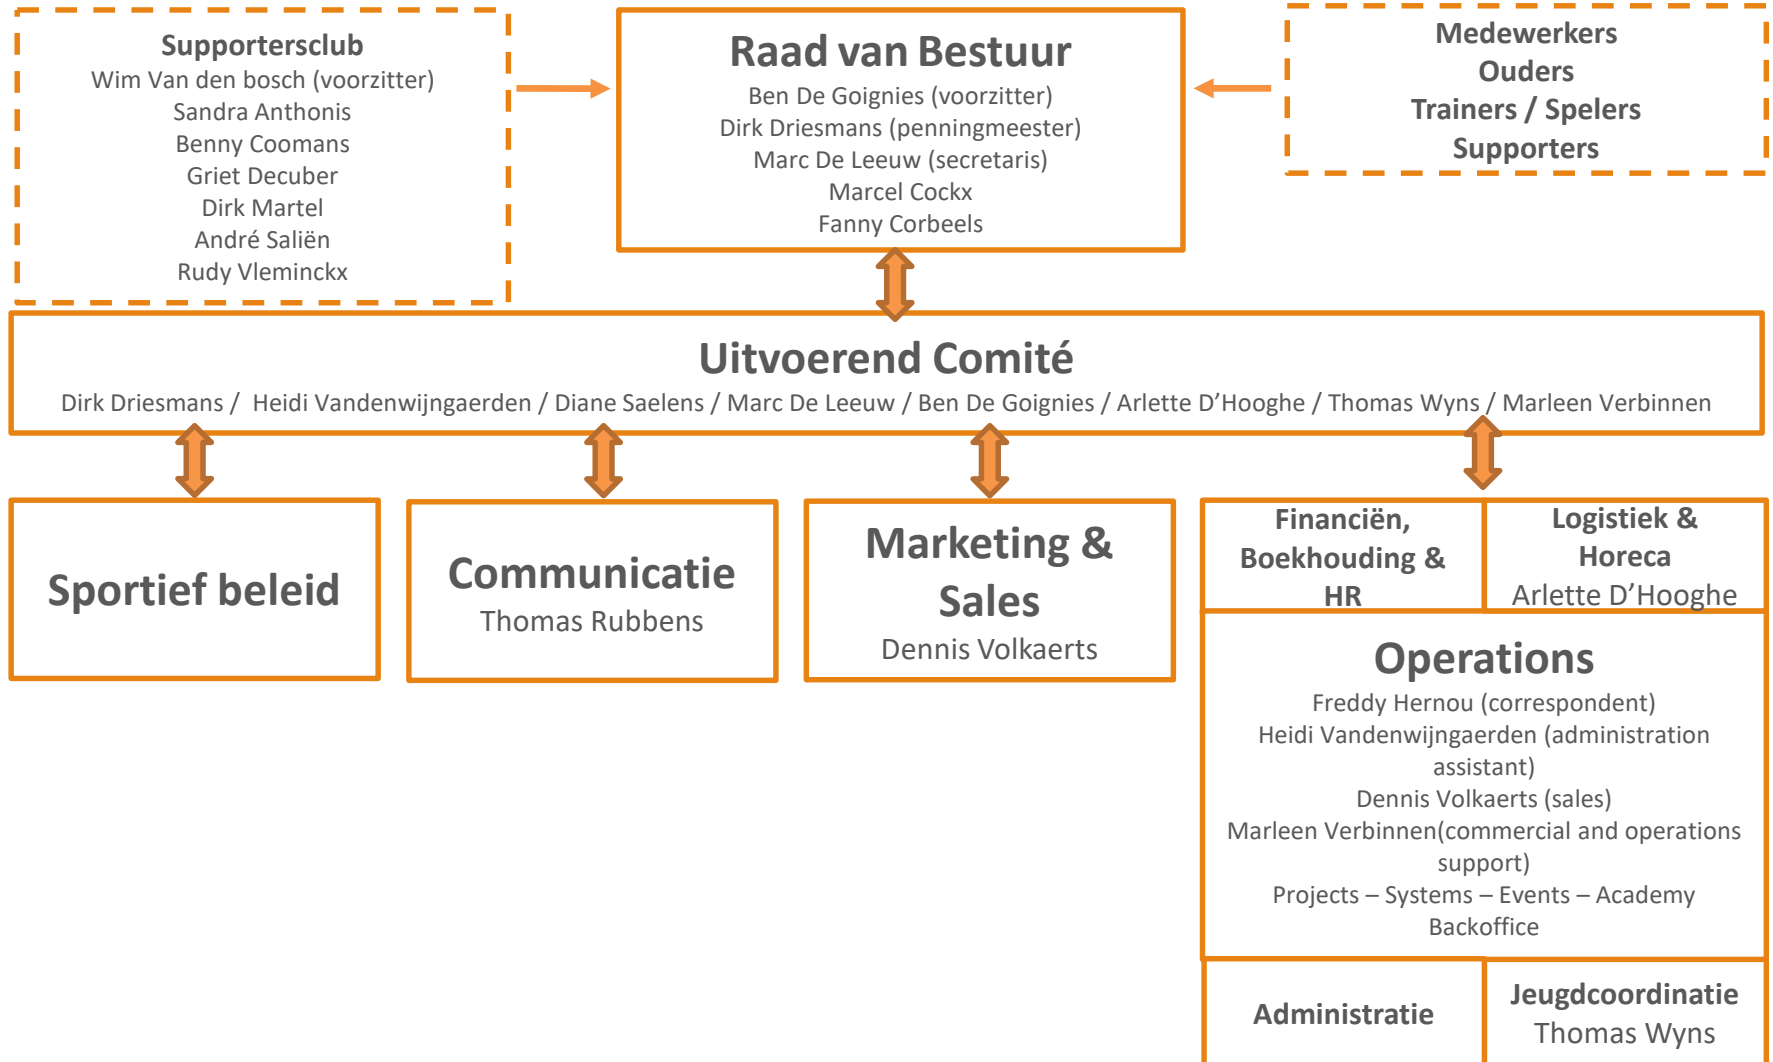 Supportersclub
Wim Van den bosch (voorzitter)
Sandra Anthonis
Benny Coomans
Griet Decuber
Dirk Martel
André Saliën
Rudy Vleminckx
Raad van Bestuur
Ben De Goignies (voorzitter)
Dirk Driesmans (penningmeester)
Marc De Leeuw (secretaris)
Marcel Cockx
Fanny Corbeels
Medewerkers
Ouders
Trainers / Spelers
Supporters
Uitvoerend Comité
Dirk Driesmans / Heidi Vandenwijngaerden / Diane Saelens / Marc De Leeuw / Ben De Goignies / Arlette D’Hooghe / Thomas Wyns / Marleen Verbinnen
Sportief beleid
Communicatie
Thomas Rubbens
Marketing &
Sales
Dennis Volkaerts
Financiën,
Boekhouding &
HR
Logistiek &
Horeca
Arlette D’Hooghe
Operations
Freddy Hernou (correspondent)
Heidi Vandenwijngaerden (administration
assistant)
Dennis Volkaerts (sales)
Marleen Verbinnen(commercial and operations
support)
Projects – Systems – Events – Academy
Backoffice
Administratie
Jeugdcoordinatie
Thomas Wyns